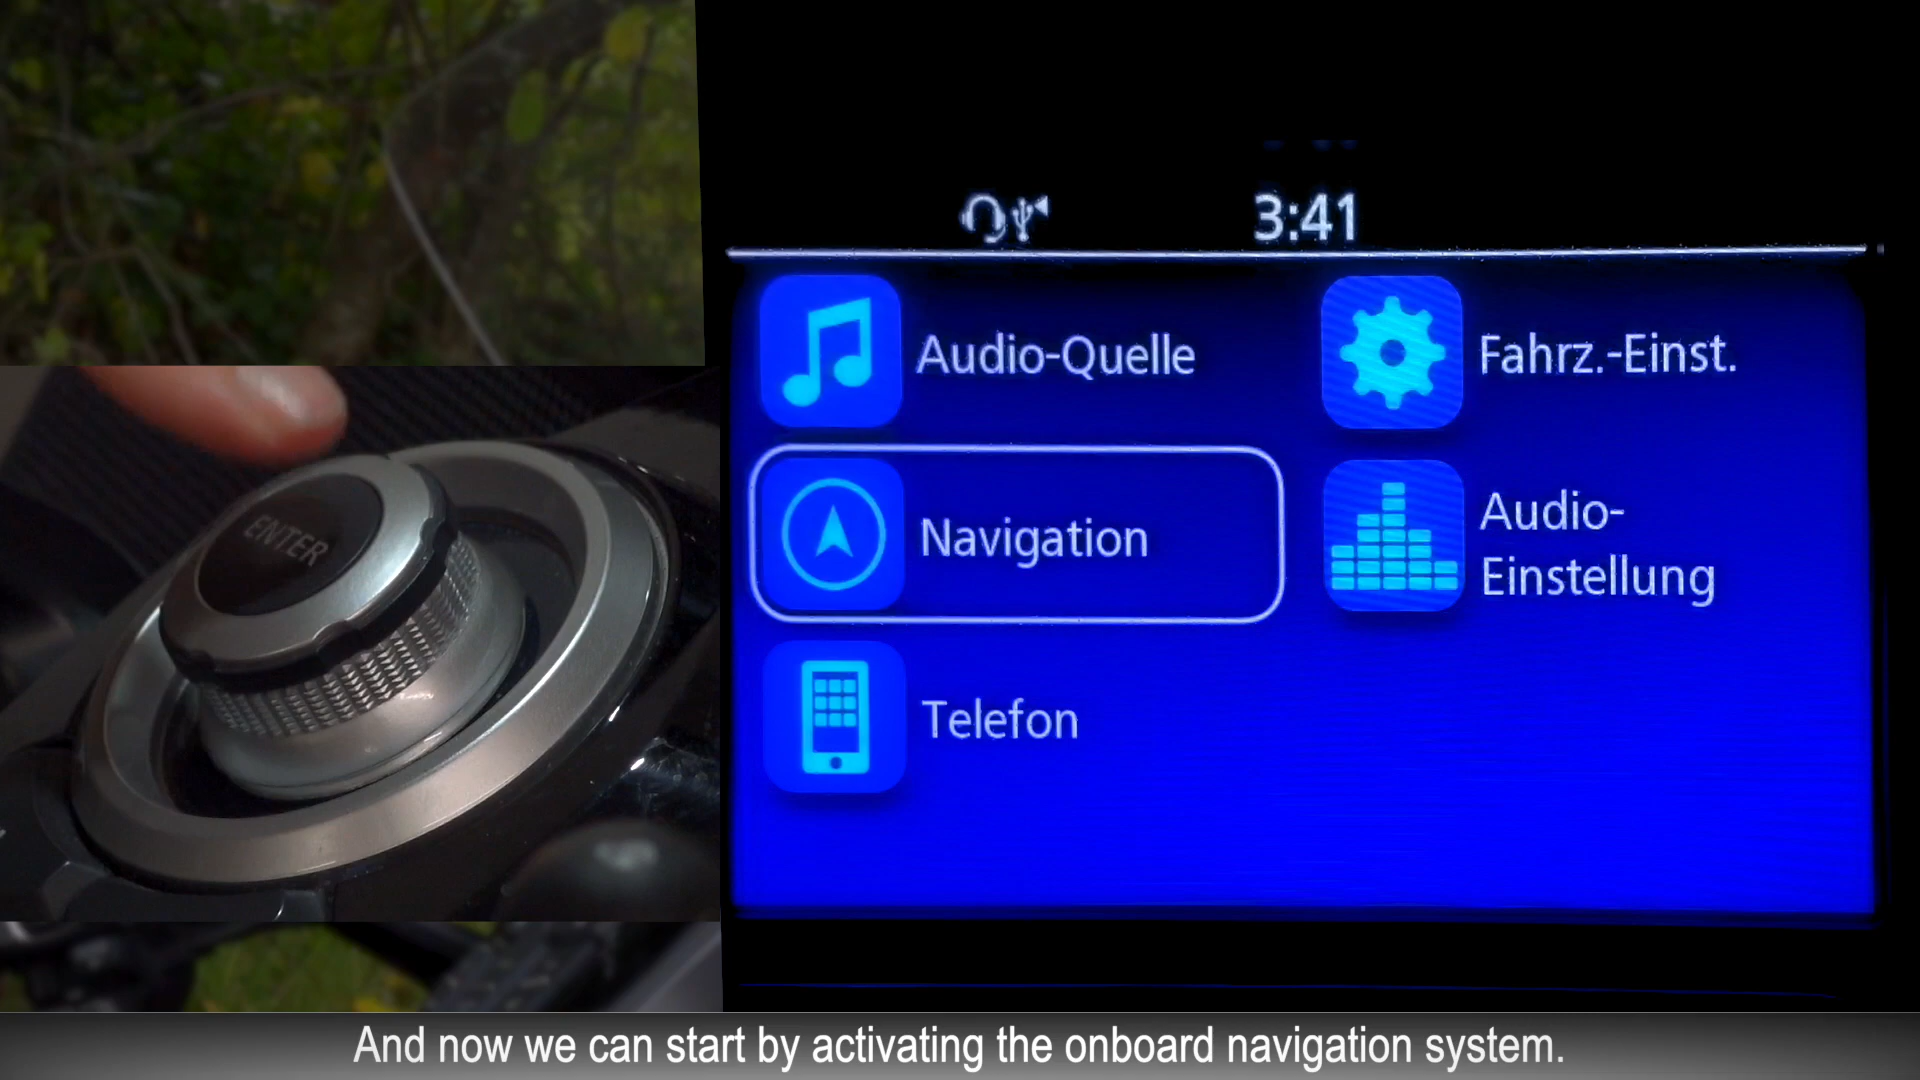 3:41
Audio-Quelle
Fahrz.-Einst.
Navigation
Audio-
Einstellung
Telefon
ENTER
And now we can start by activating the onboard navigation system.